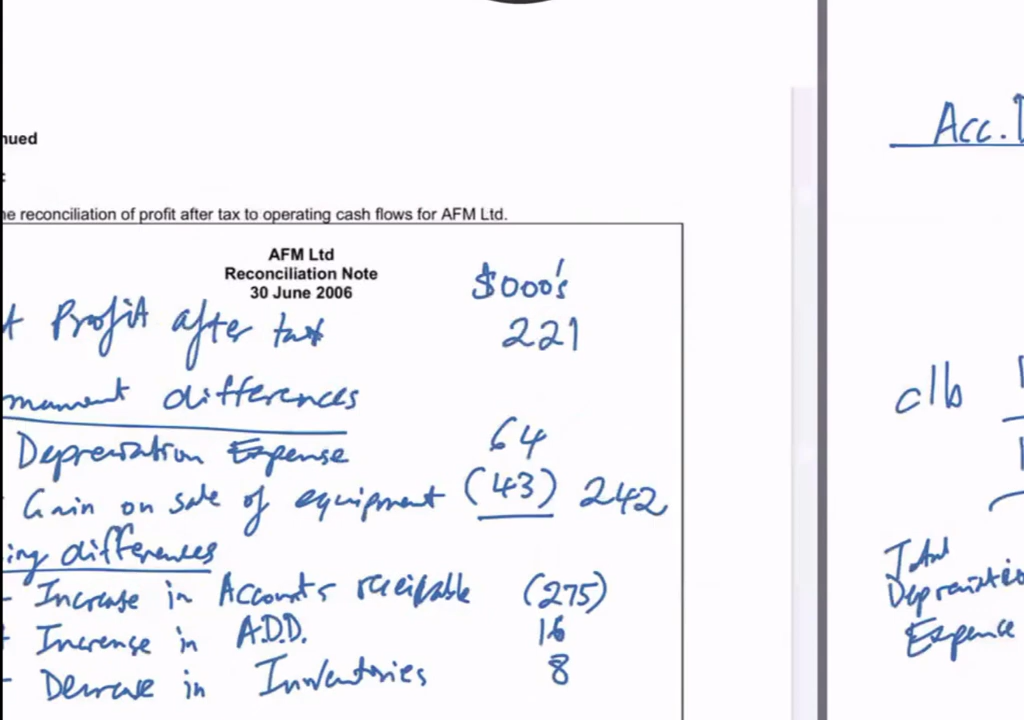 nued
:
he reconciliation of profit after tax to operating cash flows for AFM Ltd.
AFM Ltd
Reconciliation Note
30 June 2006
$000's
t Profit after tax 221
manent differences
Depreciation Expense 64
Gain on sale of equipment (43) 242
ing differences
- Increase in Accounts receivable (275)
+ Increase in A.D.D. 16
- Decrease in Inventories 8
Acc. D
c/b
Total
Depreciation
Expence